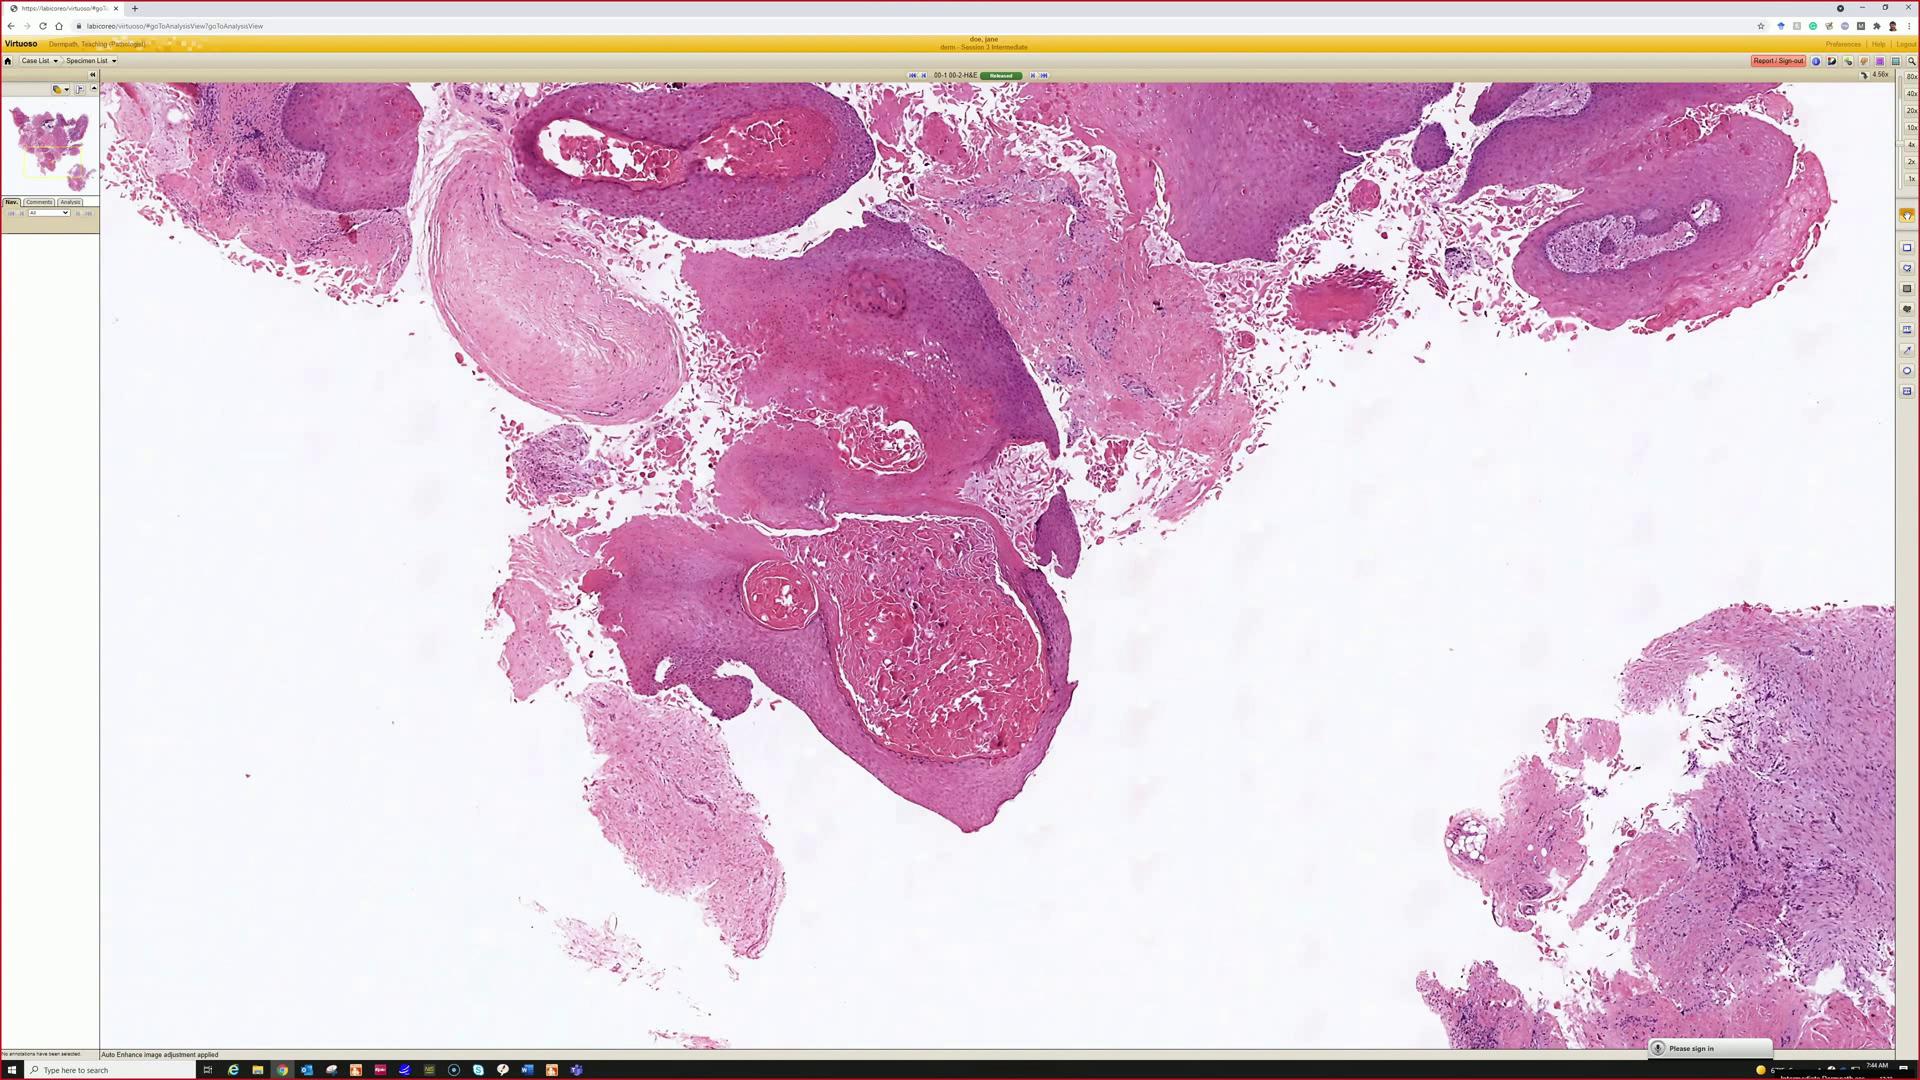 https://labicoreo/virtuoso/#goTo
labicoreo/virtuoso/#goToAnalysisView?goToAnalysisView
Virtuoso
Dermpath, Teaching (Pathologist)
doe, jane
derm - Session 3 Intermediate
Preferences | Help | Logout
Case List
Specimen List
Report / Sign-out
00-1 00-2-H&E
Released
4.56x
80x
40x
20x
10x
4x
2x
1x
Nav.
Comments
Analysis
All
No annotations have been selected.
Auto Enhance image adjustment applied
Please sign in
Type here to search
7:44 AM